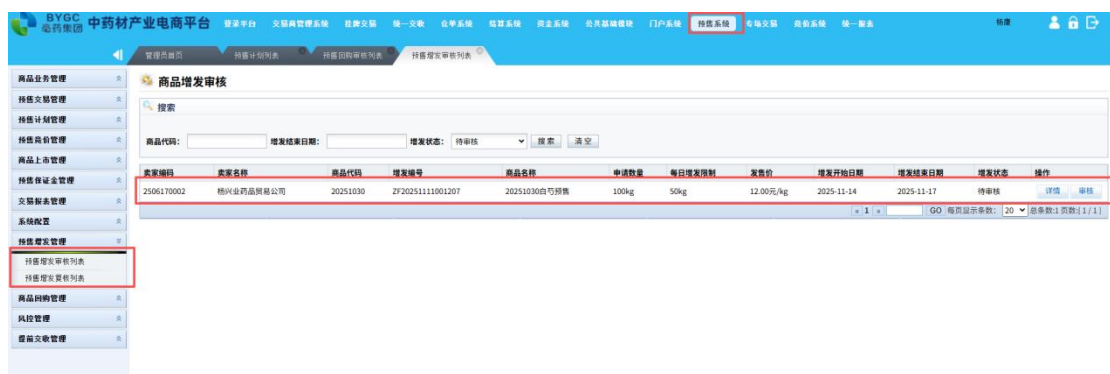 BYGC 亳药集团 中药材产业电商平台 登录平台 交易商管理系统 挂牌交易 统一交收 仓单系统 结算系统 资金系统 公共基础模块 门户系统 预售系统 专场交易 竞价系统 统一服务 杨康
管理员首页 预售计划列表 预售回购审核列表 预售增发审核列表
商品业务管理
预售交易管理
预售计划管理
预售竞价管理
商品上市管理
预售保证金管理
交易报表管理
系统配置
预售增发管理
预售增发审核列表
预售增发复核列表
商品回购管理
风控管理
提前交收管理
商品增发审核
搜索
商品代码: 增发结束日期: 增发状态: 待审核 搜索 清空
卖家编码 卖家名称 商品代码 增发编号 商品名称 申请数量 每日增发限制 发售价 增发开始日期 增发结束日期 增发状态 操作
2506170002 杨兴业药品贸易公司 20251030 ZF20251111001207 20251030白芍预售 100kg 50kg 12.00元/kg 2025-11-14 2025-11-17 待审核 详情 审核
« 1 » GO 每页显示条数: 20 总条数:1 页数:[1/1]